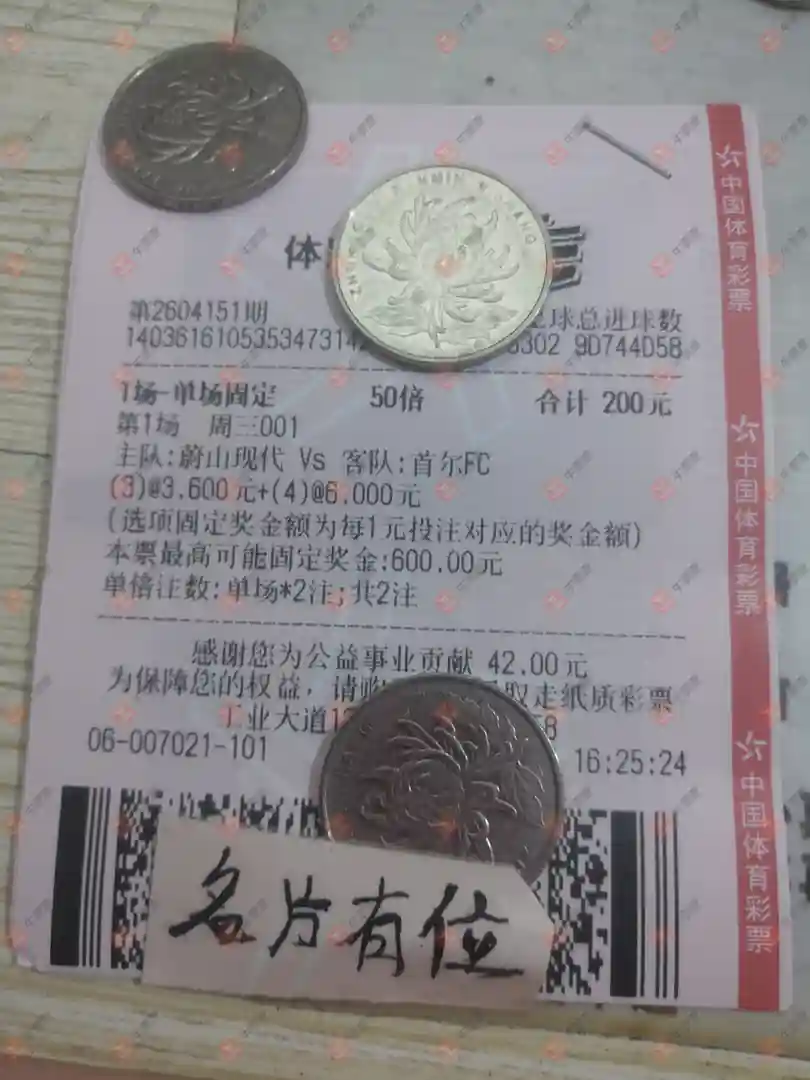 体
第2604151期
足球总进球数
1403616105353473142
3302 9D744D58
1场-单场固定 50倍 合计 200元
第1场 周三001
主队:蔚山现代 Vs 客队:首尔FC
(3)@3.600元+(4)@6.000元
(选项固定奖金额为每1元投注对应的奖金额)
本票最高可能固定奖金:600.00元
单倍注数:单场*2注;共2注
感谢您为公益事业贡献 42.00元
为保障您的权益,请 取走纸质彩票
工业大道1 8
06-007021-101 16:25:24
名片有位
中国体育彩票
中国体育彩票
中国体育彩票
ZHONG RENMIN YINHANG